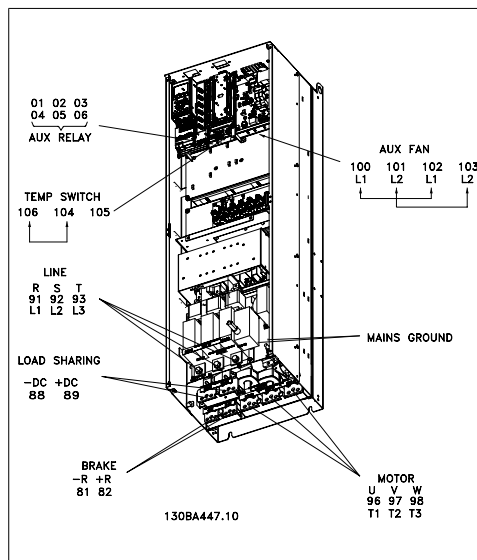 01 02 03
04 05 06
AUX RELAY
AUX FAN
100 101 102 103
L1 L2 L1 L2
TEMP SWITCH
106 104 105
LINE
R S T
91 92 93
L1 L2 L3
MAINS GROUND
LOAD SHARING
-DC +DC
88 89
BRAKE
-R +R
81 82
MOTOR
U V W
96 97 98
T1 T2 T3
130BA447.10